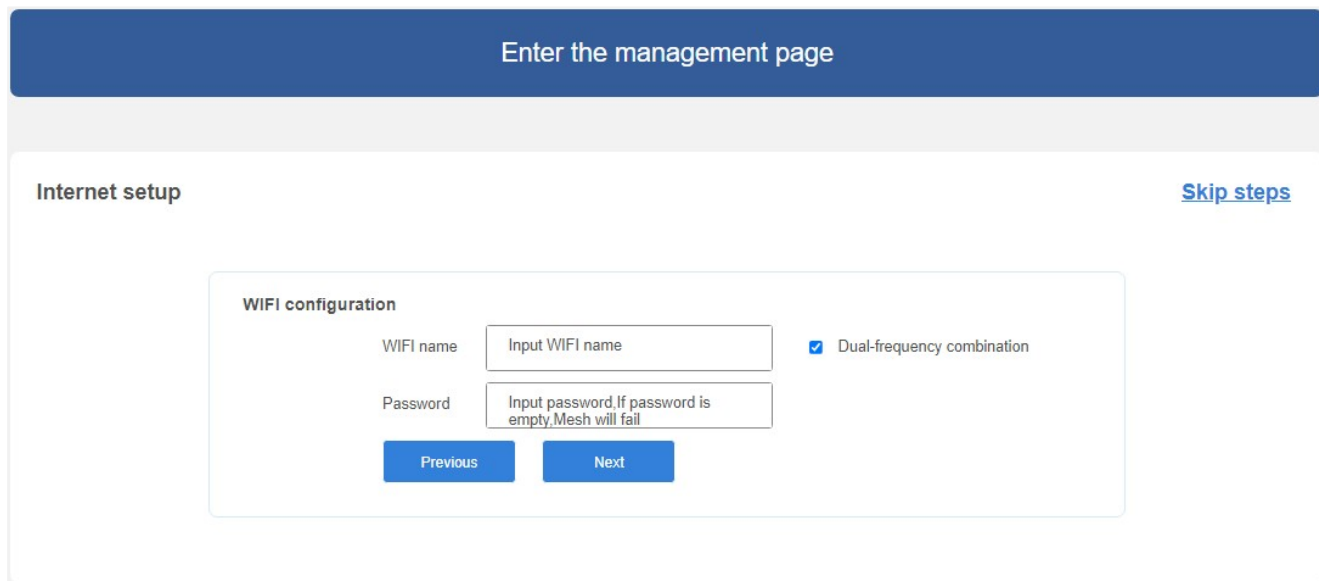 Enter the management page
Internet setup
Skip steps
WIFI configuration
WIFI name
Input WIFI name
Dual-frequency combination
Password
Input password,If password is
empty,Mesh will fail
Previous
Next